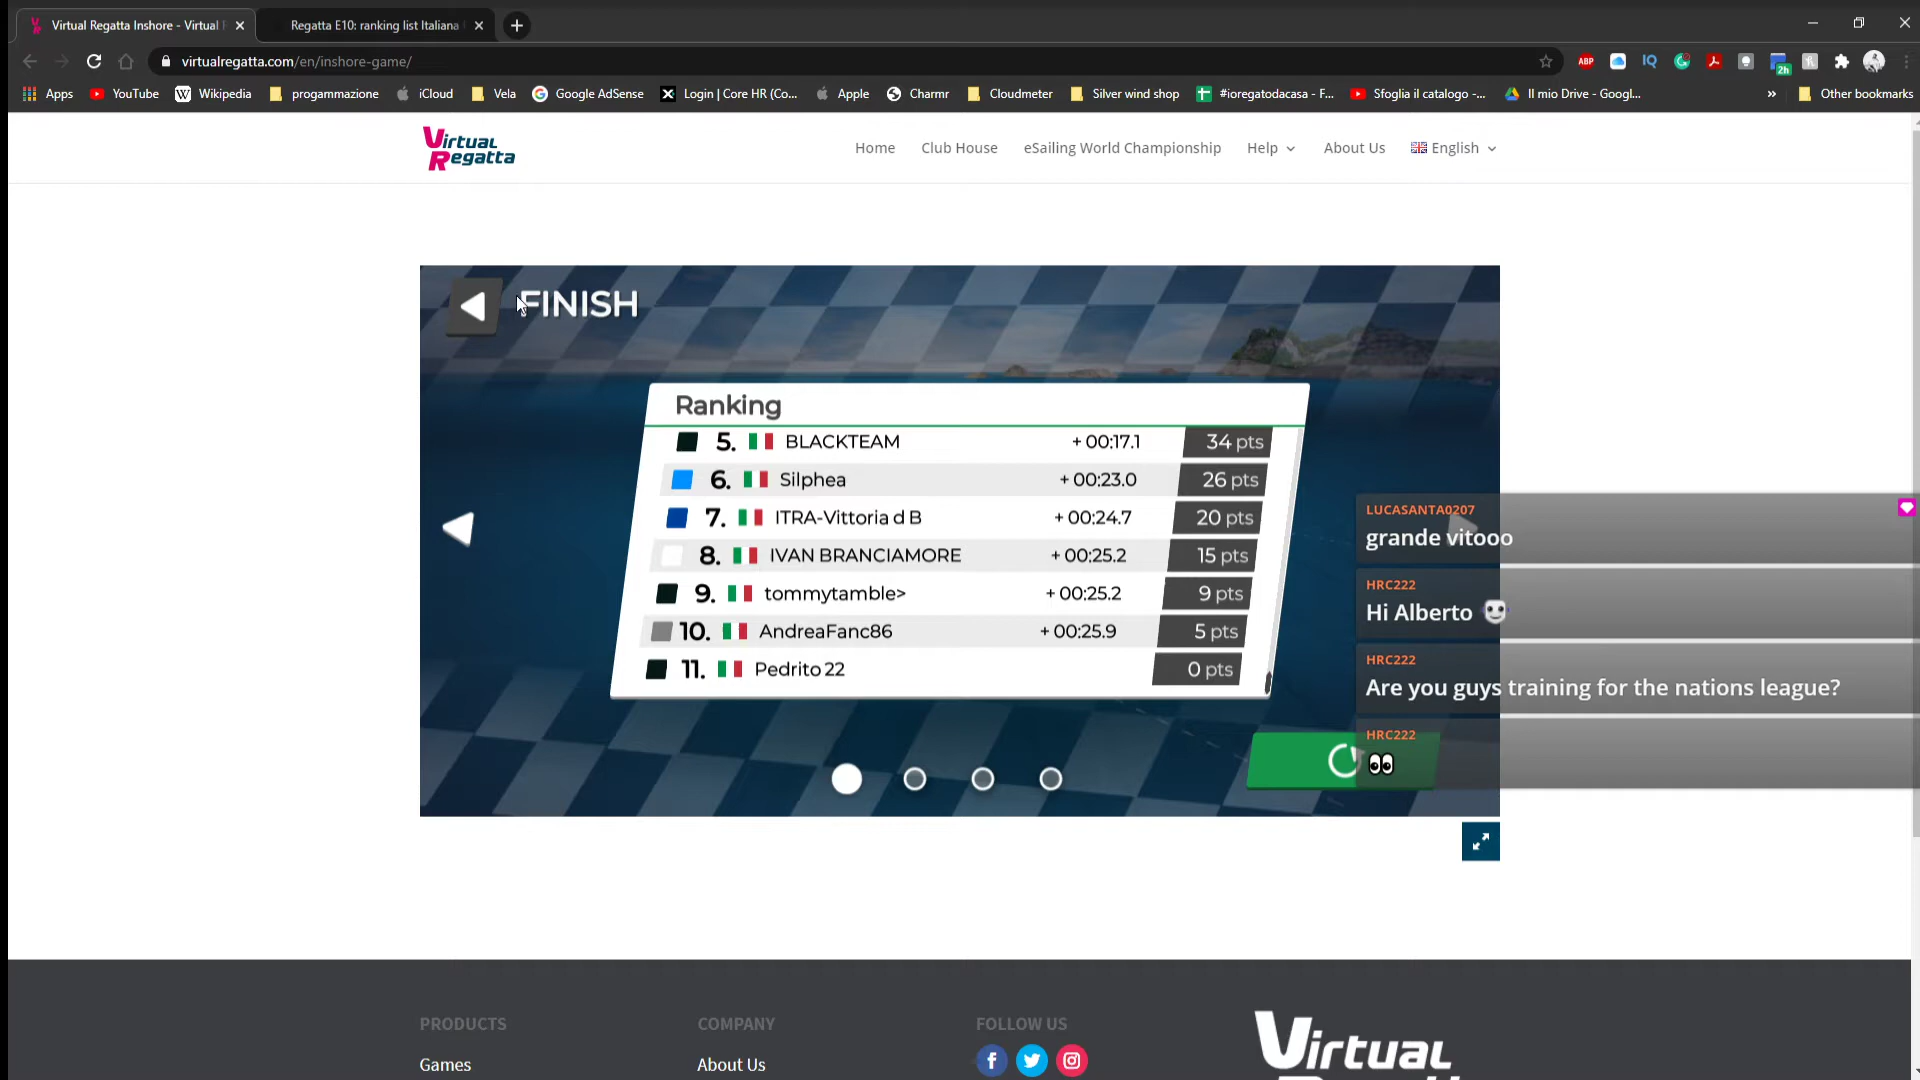 Virtual Regatta Inshore - Virtual
Regatta E10: ranking list Italiana
virtualregatta.com/en/inshore-game/
ABP
IQ
2h
Apps
YouTube
W Wikipedia
progammazione
iCloud
Vela
G Google AdSense
X Login | Core HR (Co...
Apple
Charmr
Cloudmeter
Silver wind shop
#ioregatodacasa - F...
Sfoglia il catalogo -...
Il mio Drive - Googl...
»
Other bookmarks
Virtual Regatta
Home
Club House
eSailing World Championship
Help
About Us
English
FINISH
Ranking
5. BLACKTEAM + 00:17.1 34 pts
6. Silphea + 00:23.0 26 pts
7. ITRA-Vittoria d B + 00:24.7 20 pts
8. IVAN BRANCIAMORE + 00:25.2 15 pts
9. tommytamble> + 00:25.2 9 pts
10. AndreaFanc86 + 00:25.9 5 pts
11. Pedrito 22 0 pts
LUCASANTA0207
grande vitooo
HRC222
Hi Alberto
HRC222
Are you guys training for the nations league?
HRC222
PRODUCTS
Games
COMPANY
About Us
FOLLOW US
Virtual